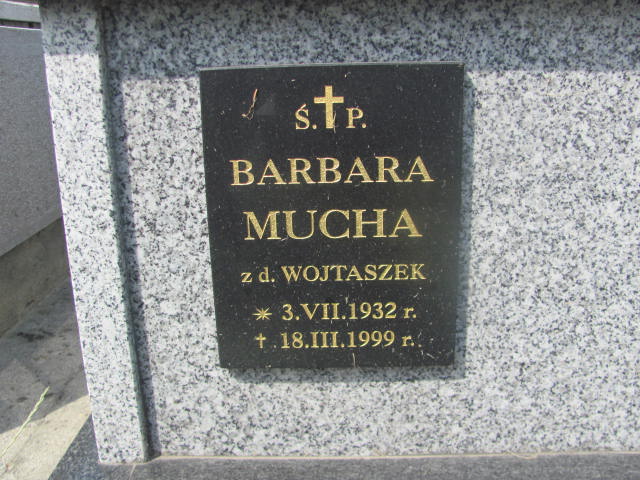 Ś. ✝ P.
BARBARA
MUCHA
z d. WOJTASZEK
✴ 3.VII.1932 r.
† 18.III.1999 r.